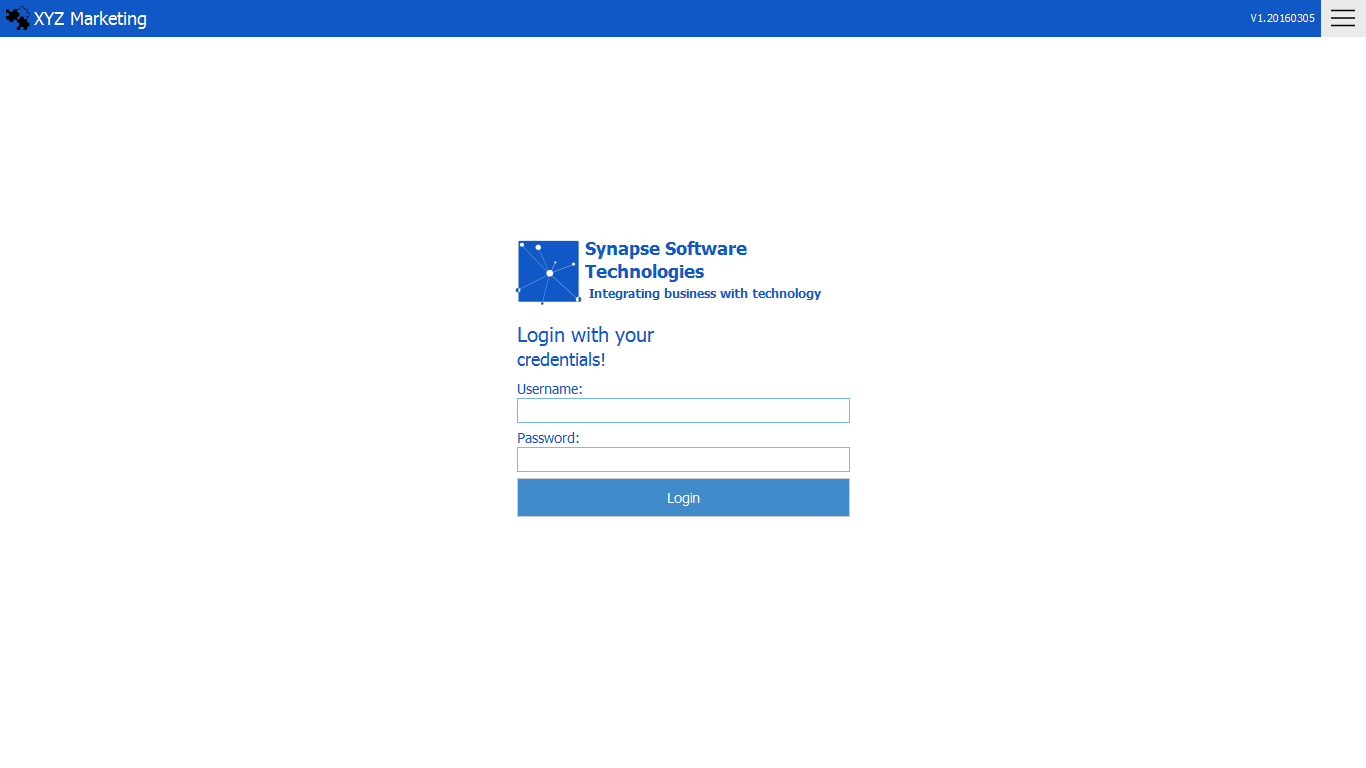 XYZ Marketing
V1.20160305
Synapse Software
Technologies
Integrating business with technology
Login with your
credentials!
Username:
Password:
Login